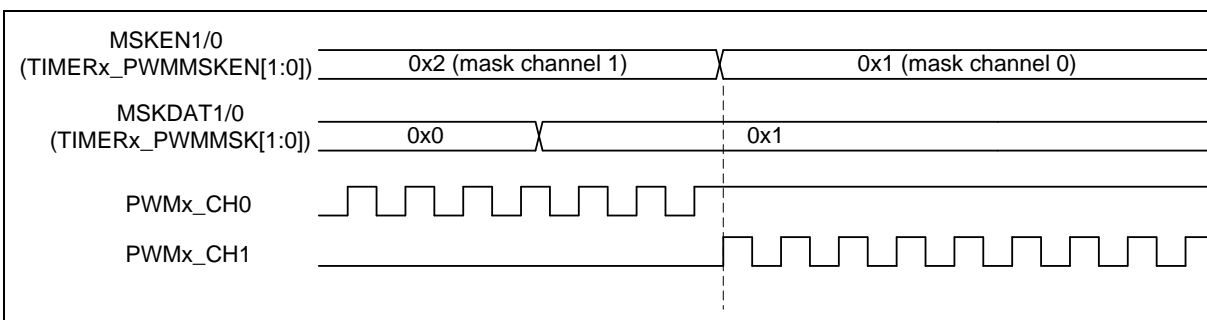 MSKEN1/0
(TIMERx_PWMMSKEN[1:0])
0x2 (mask channel 1)
0x1 (mask channel 0)
MSKDAT1/0
(TIMERx_PWMMSK[1:0])
0x0
0x1
PWMx_CH0
PWMx_CH1